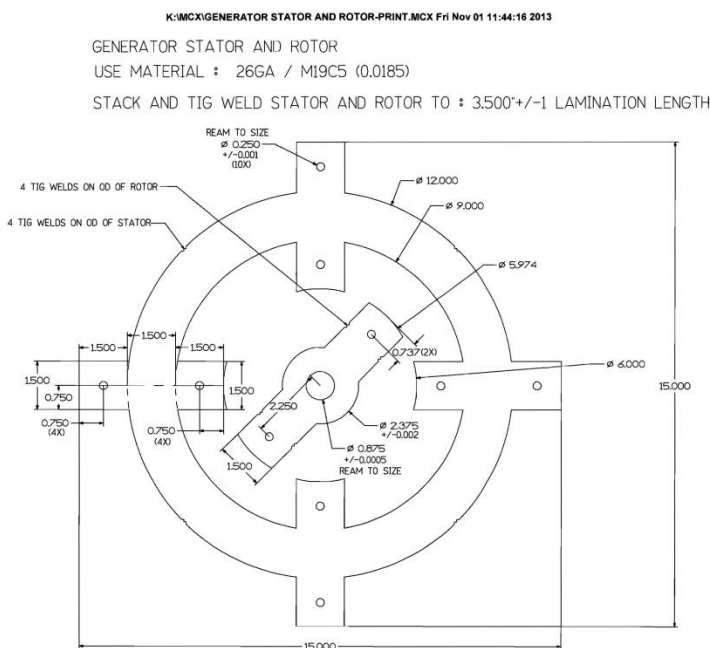 K:\MCX\GENERATOR STATOR AND ROTOR-PRINT.MCX Fri Nov 01 11:44:16 2013
GENERATOR STATOR AND ROTOR
USE MATERIAL : 26GA / M19C5 (0.0185)
STACK AND TIG WELD STATOR AND ROTOR TO : 3.500"+/-1 LAMINATION LENGTH
REAM TO SIZE
Ø 0.250
+/-0.001
(10X)
4 TIG WELDS ON OD OF ROTOR
Ø 12.000
Ø 9.000
4 TIG WELDS ON OD OF STATOR
Ø 5.974
1.500
1.500
1.500
0.737(2X)
1.500
0.750
1.500
Ø 6.000
15.000
2.250
0.750
(4X)
0.750
(4X)
Ø 2.375
+/-0.002
1.500
Ø 0.875
+/-0.0005
REAM TO SIZE
15.000